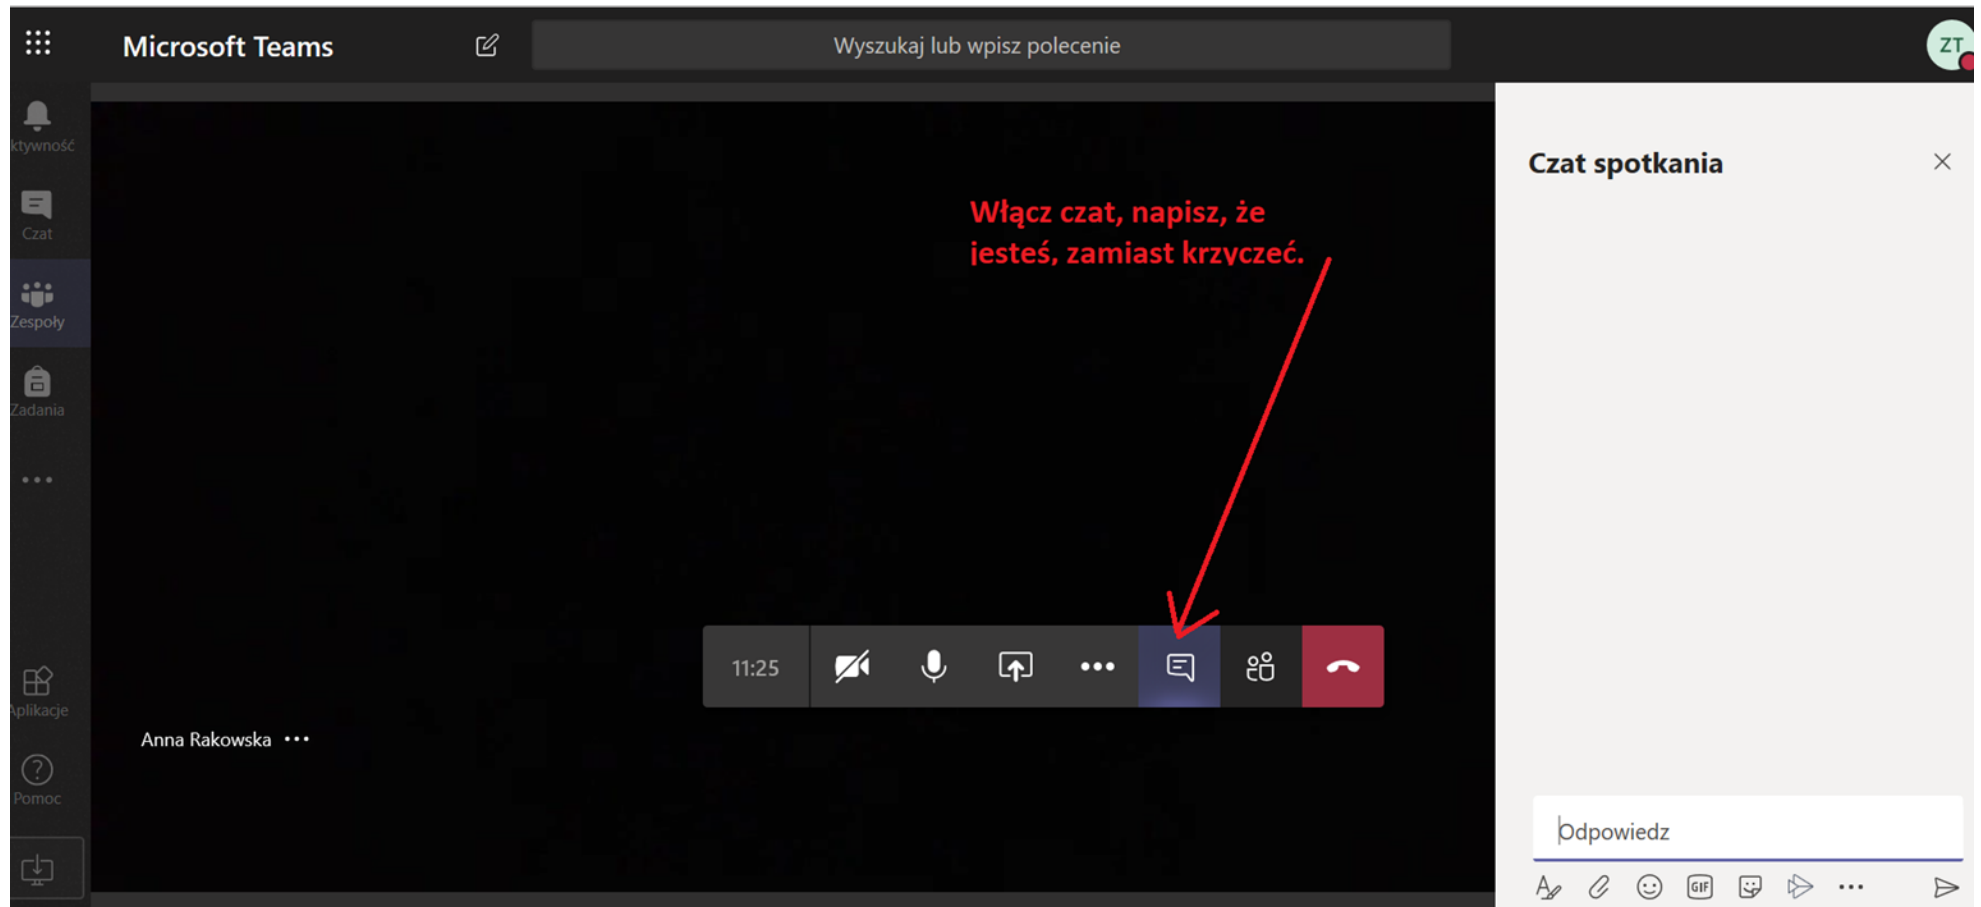 Microsoft Teams
Wyszukaj lub wpisz polecenie
ZT
ktywność
Czat
Zespoły
Zadania
Aplikacje
Pomoc
Włącz czat, napisz, że
jesteś, zamiast krzyczeć.
11:25
Anna Rakowska
Czat spotkania
Odpowiedz
GIF